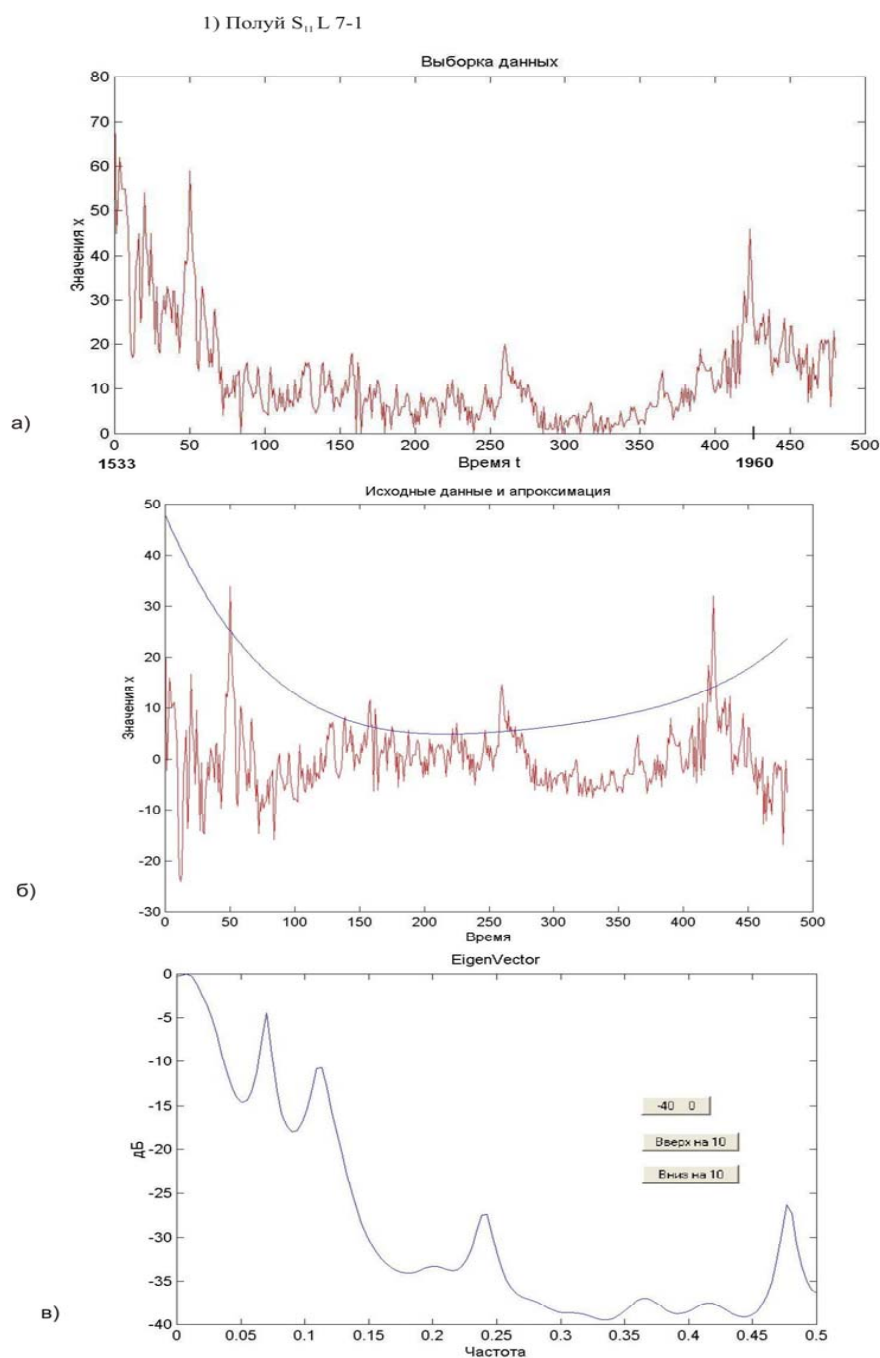 1) Полуй S₁₁ L 7-1
Выборка данных
80
70
60
50
40
30
20
10
0
Значения x
а)
0 50 100 150 200 250 300 350 400 450 500
1533 Время t 1960
Исходные данные и апроксимация
50
40
30
20
10
0
-10
-20
-30
Значения x
б)
0 50 100 150 200 250 300 350 400 450 500
Время
EigenVector
0
-5
-10
-15
-20
-25
-30
-35
-40
дБ
-40 0
Вверх на 10
Вниз на 10
в)
0 0.05 0.1 0.15 0.2 0.25 0.3 0.35 0.4 0.45 0.5
Частота